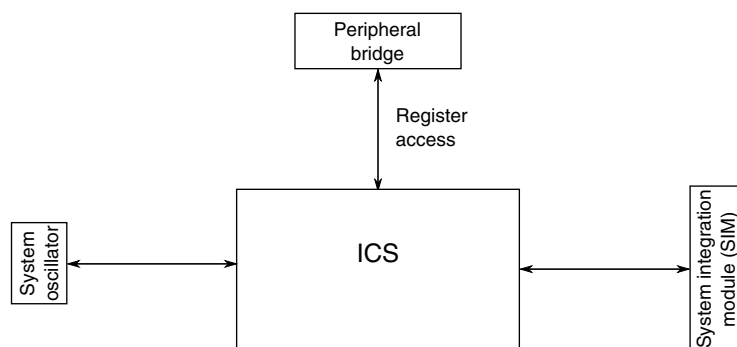 Peripheral
bridge
Register
access
ICS
System
oscillator
System integration
module (SIM)